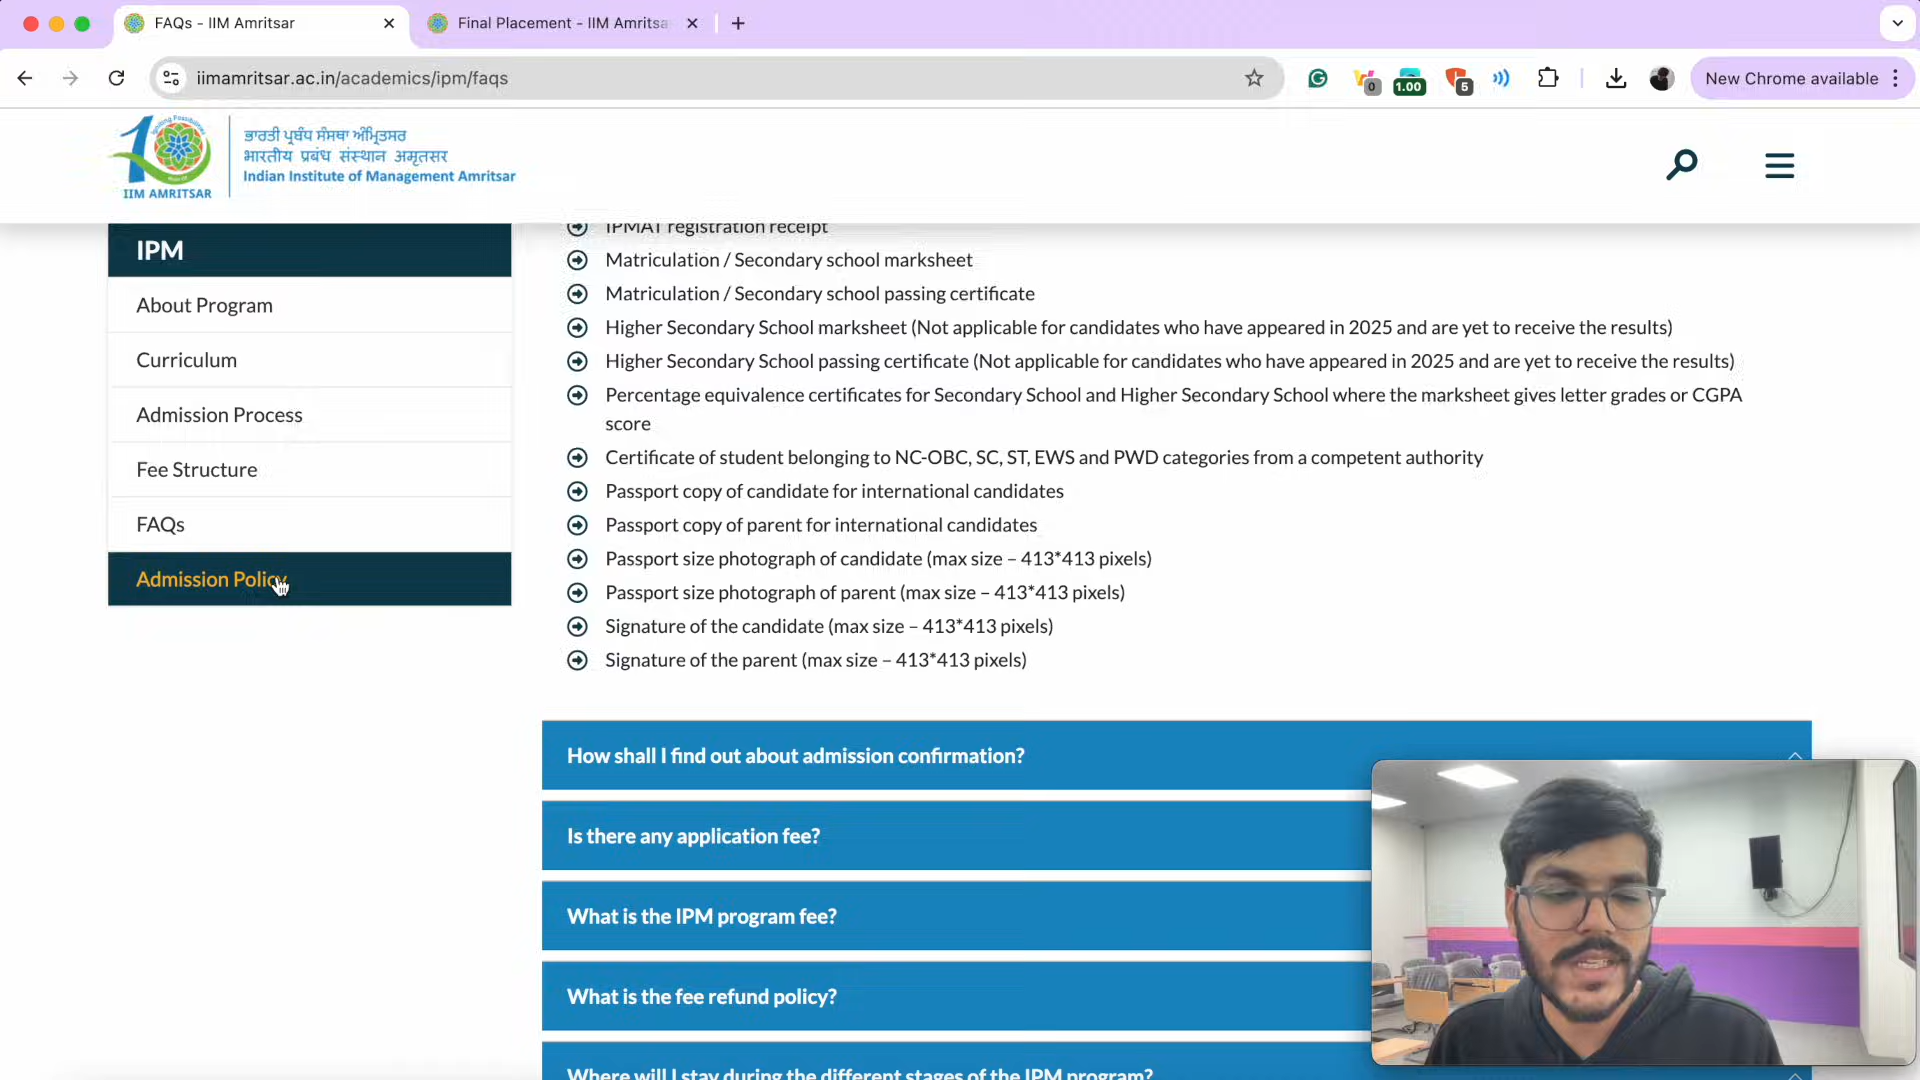 FAQs - IIM Amritsar
Final Placement - IIM Amritsa
iimamritsar.ac.in/academics/ipm/faqs
0
1.00
5
New Chrome available
IIM AMRITSAR
ਭਾਰਤੀ ਪ੍ਰਬੰਧ ਸੰਸਥਾ ਅੰਮ੍ਰਿਤਸਰ
भारतीय प्रबंध संस्थान अमृतसर
Indian Institute of Management Amritsar
IPM
About Program
Curriculum
Admission Process
Fee Structure
FAQs
Admission Policy
IPMAT registration receipt
Matriculation / Secondary school marksheet
Matriculation / Secondary school passing certificate
Higher Secondary School marksheet (Not applicable for candidates who have appeared in 2025 and are yet to receive the results)
Higher Secondary School passing certificate (Not applicable for candidates who have appeared in 2025 and are yet to receive the results)
Percentage equivalence certificates for Secondary School and Higher Secondary School where the marksheet gives letter grades or CGPA
score
Certificate of student belonging to NC-OBC, SC, ST, EWS and PWD categories from a competent authority
Passport copy of candidate for international candidates
Passport copy of parent for international candidates
Passport size photograph of candidate (max size – 413*413 pixels)
Passport size photograph of parent (max size – 413*413 pixels)
Signature of the candidate (max size – 413*413 pixels)
Signature of the parent (max size – 413*413 pixels)
How shall I find out about admission confirmation?
Is there any application fee?
What is the IPM program fee?
What is the fee refund policy?
Where will I stay during the different stages of the IPM program?